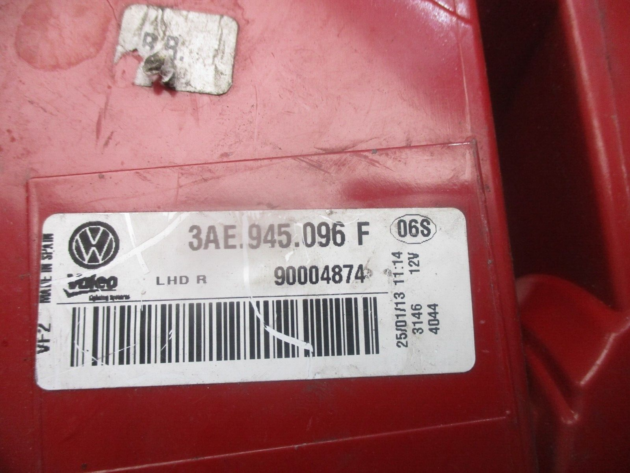 3AE.945.096 F
06S
Valeo
LHD R
90004874
MADE IN SPAIN
VF2
25/01/13 11:14
12V
3146
4044